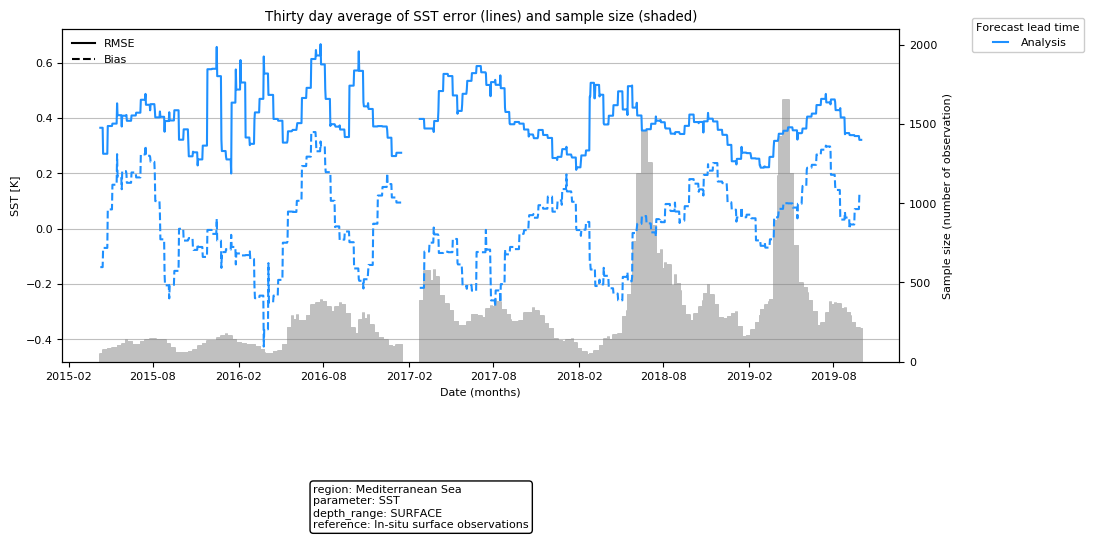 Thirty day average of SST error (lines) and sample size (shaded)
Forecast lead time
Analysis
RMSE
Bias
SST [K]
0.6
0.4
0.2
0.0
−0.2
−0.4
2000
1500
1000
500
0
Sample size (number of observation)
2015-02 2015-08 2016-02 2016-08 2017-02 2017-08 2018-02 2018-08 2019-02 2019-08
Date (months)
region: Mediterranean Sea
parameter: SST
depth_range: SURFACE
reference: In-situ surface observations